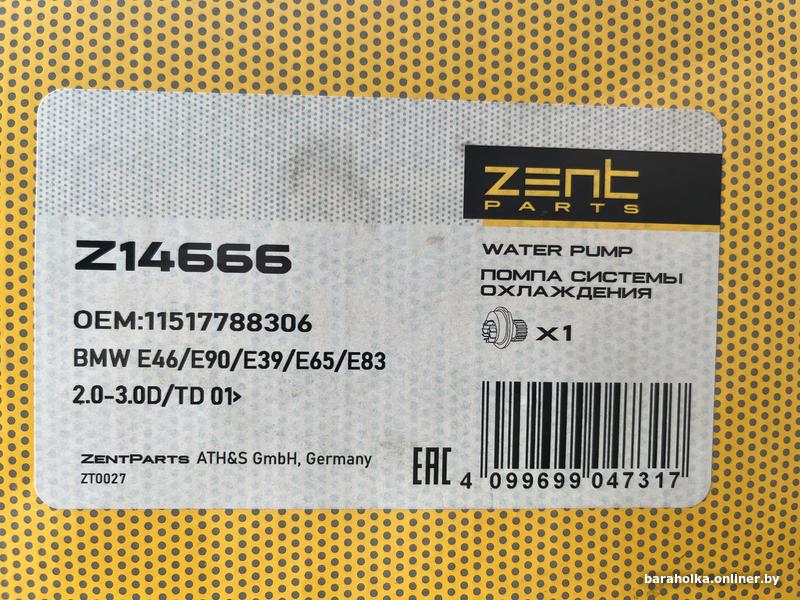 zent
PARTS
Z14666
WATER PUMP
ПОМПА СИСТЕМЫ
ОХЛАЖДЕНИЯ
X1
OEM:11517788306
BMW E46/E90/E39/E65/E83
2.0-3.0D/TD 01>
ZENTPARTS ATH&S GmbH, Germany
ZT0027
EAC
4 099699 047317
baraholka.onliner.by